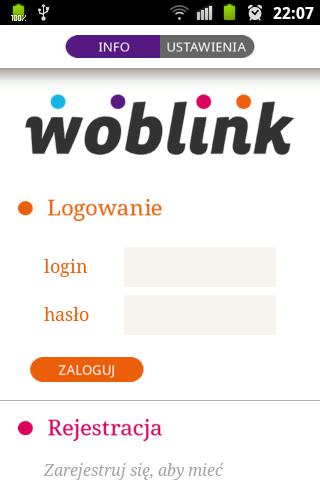 100%
22:07
INFO
USTAWIENIA
woblink
Logowanie
login
hasło
ZALOGUJ
Rejestracja
Zarejestruj się, aby mieć